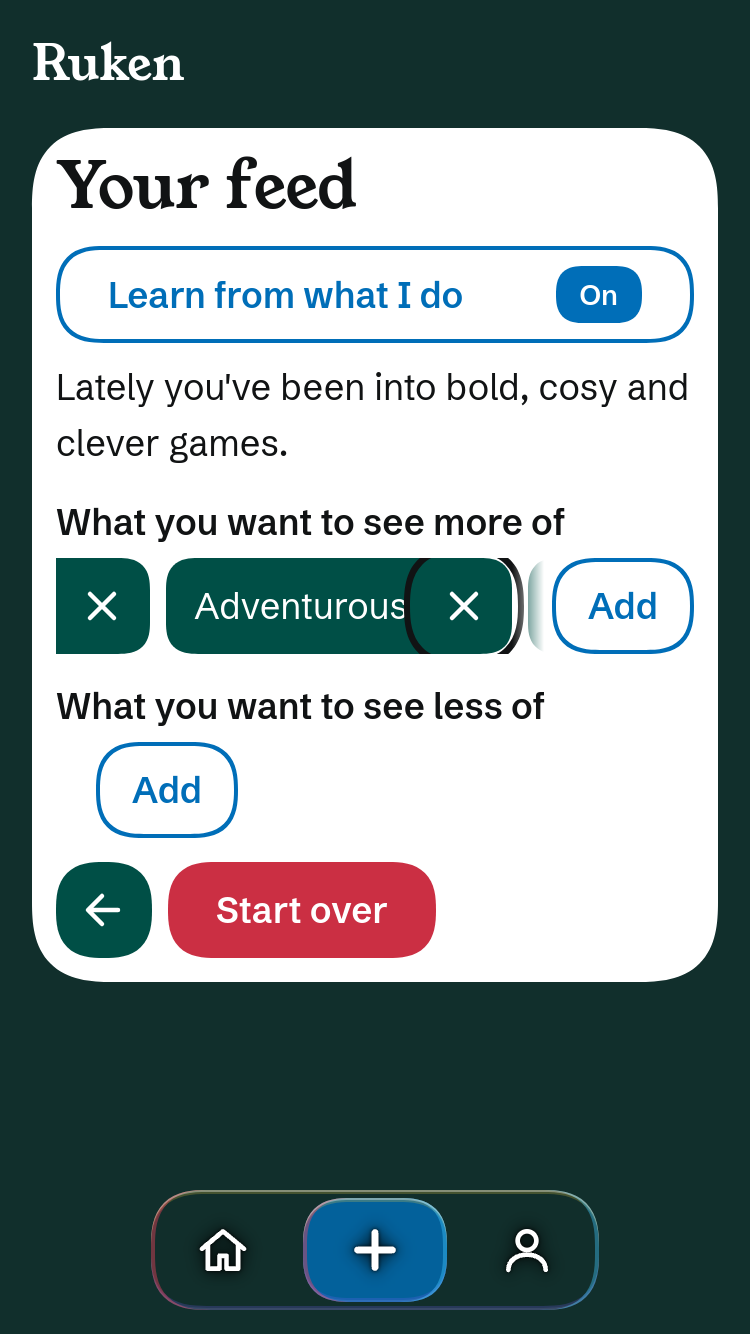 Ruken
Your feed
Learn from what I do
On
Lately you've been into bold, cosy and
clever games.
What you want to see more of
Adventurous
Add
What you want to see less of
Add
Start over